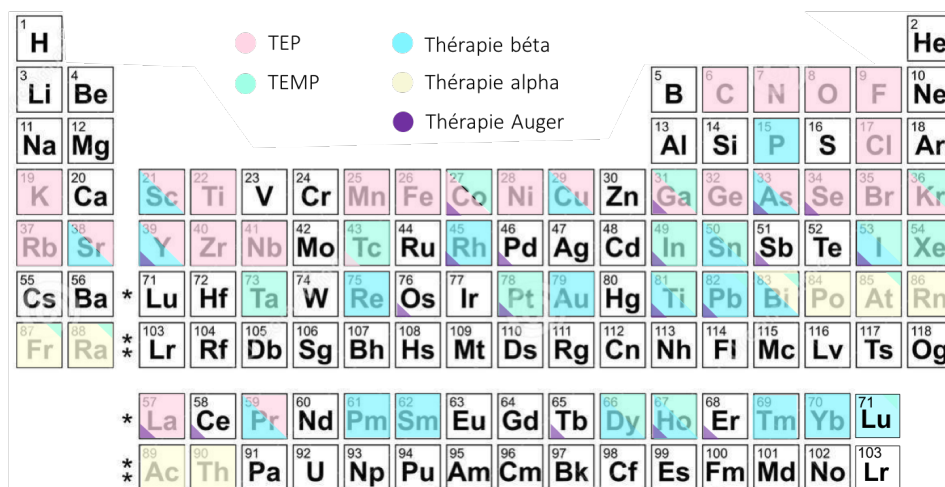 1 2
H He
TEP Thérapie béta
TEMP Thérapie alpha
Thérapie Auger
3 4 5 6 7 8 9 10
Li Be B C N O F Ne
11 12 13 14 15 16 17 18
Na Mg Al Si P S Cl Ar
19 20 21 22 23 24 25 26 27 28 29 30 31 32 33 34 35 36
K Ca Sc Ti V Cr Mn Fe Co Ni Cu Zn Ga Ge As Se Br Kr
37 38 39 40 41 42 43 44 45 46 47 48 49 50 51 52 53 54
Rb Sr Y Zr Nb Mo Tc Ru Rh Pd Ag Cd In Sn Sb Te I Xe
55 56 71 72 73 74 75 76 77 78 79 80 81 82 83 84 85 86
Cs Ba * Lu Hf Ta W Re Os Ir Pt Au Hg Ti Pb Bi Po At Rn
87 88 103 104 105 106 107 108 109 110 111 112 113 114 115 116 117 118
Fr Ra ** Lr Rf Db Sg Bh Hs Mt Ds Rg Cn Nh Fl Mc Lv Ts Og
57 58 59 60 61 62 63 64 65 66 67 68 69 70 71
* La Ce Pr Nd Pm Sm Eu Gd Tb Dy Ho Er Tm Yb Lu
89 90 91 92 93 94 95 96 97 98 99 100 101 102 103
** Ac Th Pa U Np Pu Am Cm Bk Cf Es Fm Md No Lr